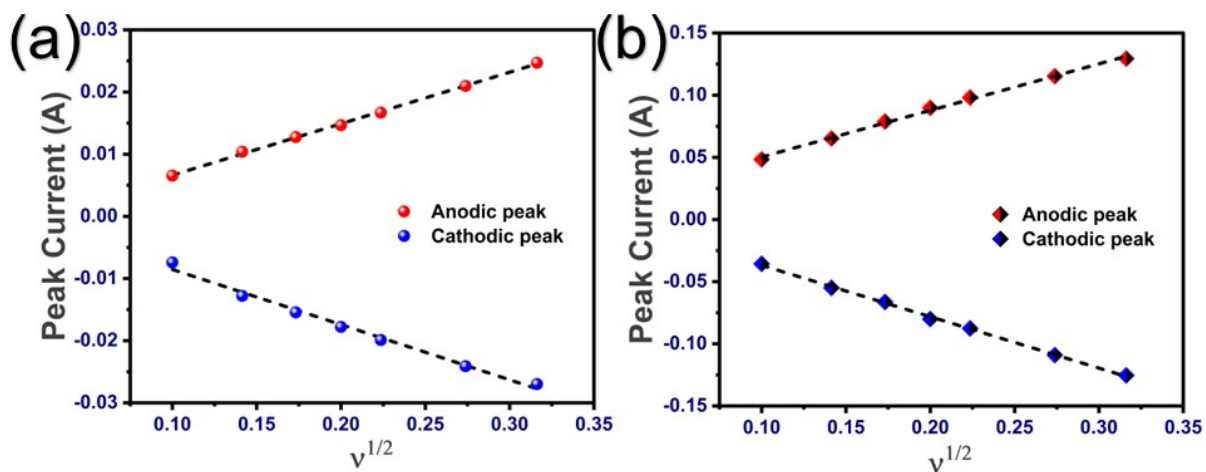 (a)
Peak Current (A)
0.03
0.02
0.01
0.00
-0.01
-0.02
-0.03
Anodic peak
Cathodic peak
0.10 0.15 0.20 0.25 0.30 0.35
ν1/2
(b)
Peak Current (A)
0.15
0.10
0.05
0.00
-0.05
-0.10
-0.15
Anodic peak
Cathodic peak
0.10 0.15 0.20 0.25 0.30 0.35
ν1/2